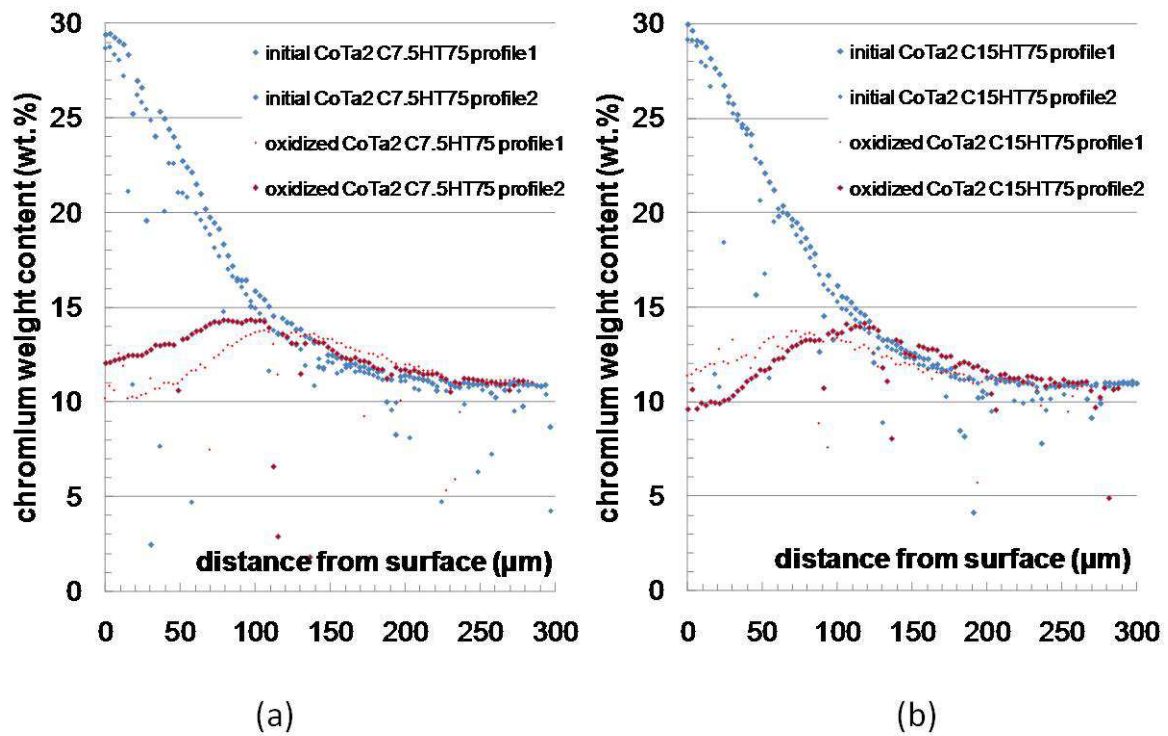 chromium weight content (wt.%)
30
25
20
15
10
5
0
initial CoTa2 C7.5HT75 profile1
initial CoTa2 C7.5HT75 profile2
oxidized CoTa2 C7.5HT75 profile1
oxidized CoTa2 C7.5HT75 profile2
distance from surface (µm)
0 50 100 150 200 250 300
(a)
chromium weight content (wt.%)
30
25
20
15
10
5
0
initial CoTa2 C15HT75 profile1
initial CoTa2 C15HT75 profile2
oxidized CoTa2 C15HT75 profile1
oxidized CoTa2 C15HT75 profile2
distance from surface (µm)
0 50 100 150 200 250 300
(b)